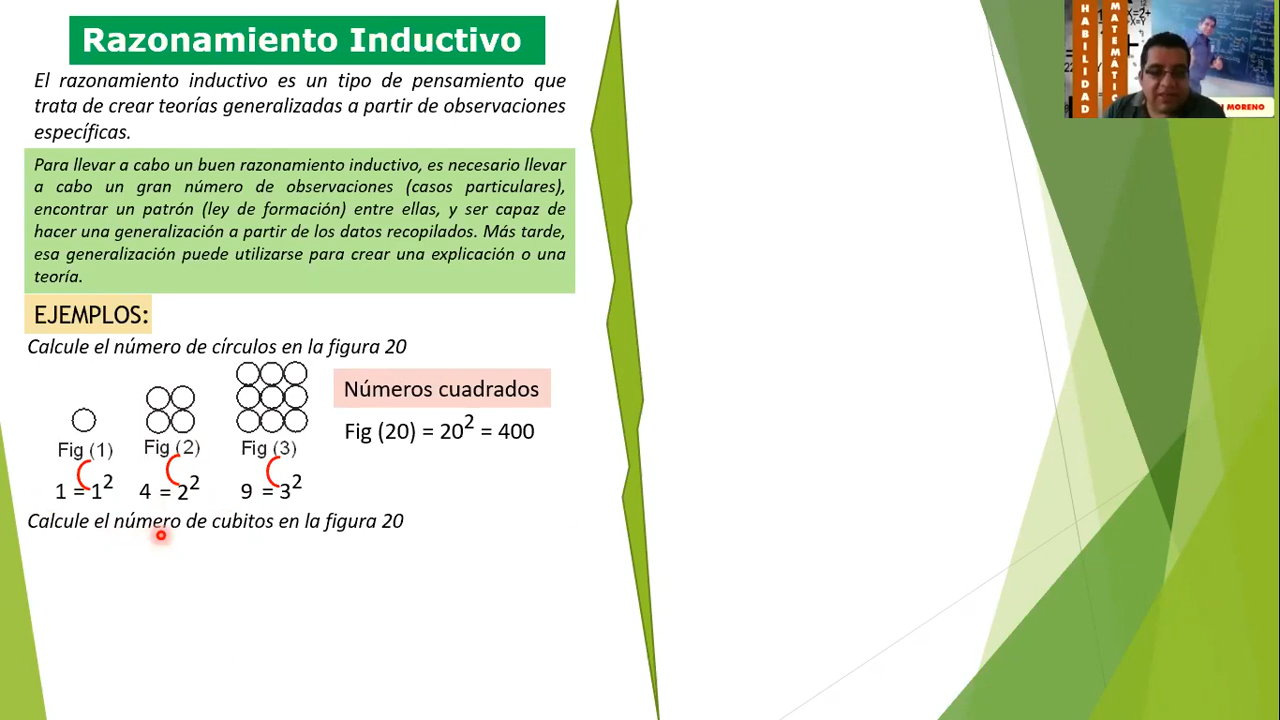 Razonamiento Inductivo
El razonamiento inductivo es un tipo de pensamiento que
trata de crear teorías generalizadas a partir de observaciones
específicas.
Para llevar a cabo un buen razonamiento inductivo, es necesario llevar
a cabo un gran número de observaciones (casos particulares),
encontrar un patrón (ley de formación) entre ellas, y ser capaz de
hacer una generalización a partir de los datos recopilados. Más tarde,
esa generalización puede utilizarse para crear una explicación o una
teoría.
EJEMPLOS:
Calcule el número de círculos en la figura 20
Números cuadrados
Fig (20) = 20² = 400
Fig (1) Fig (2) Fig (3)
1 = 1² 4 = 2² 9 = 3²
Calcule el número de cubitos en la figura 20
HABILIDAD
MORENO